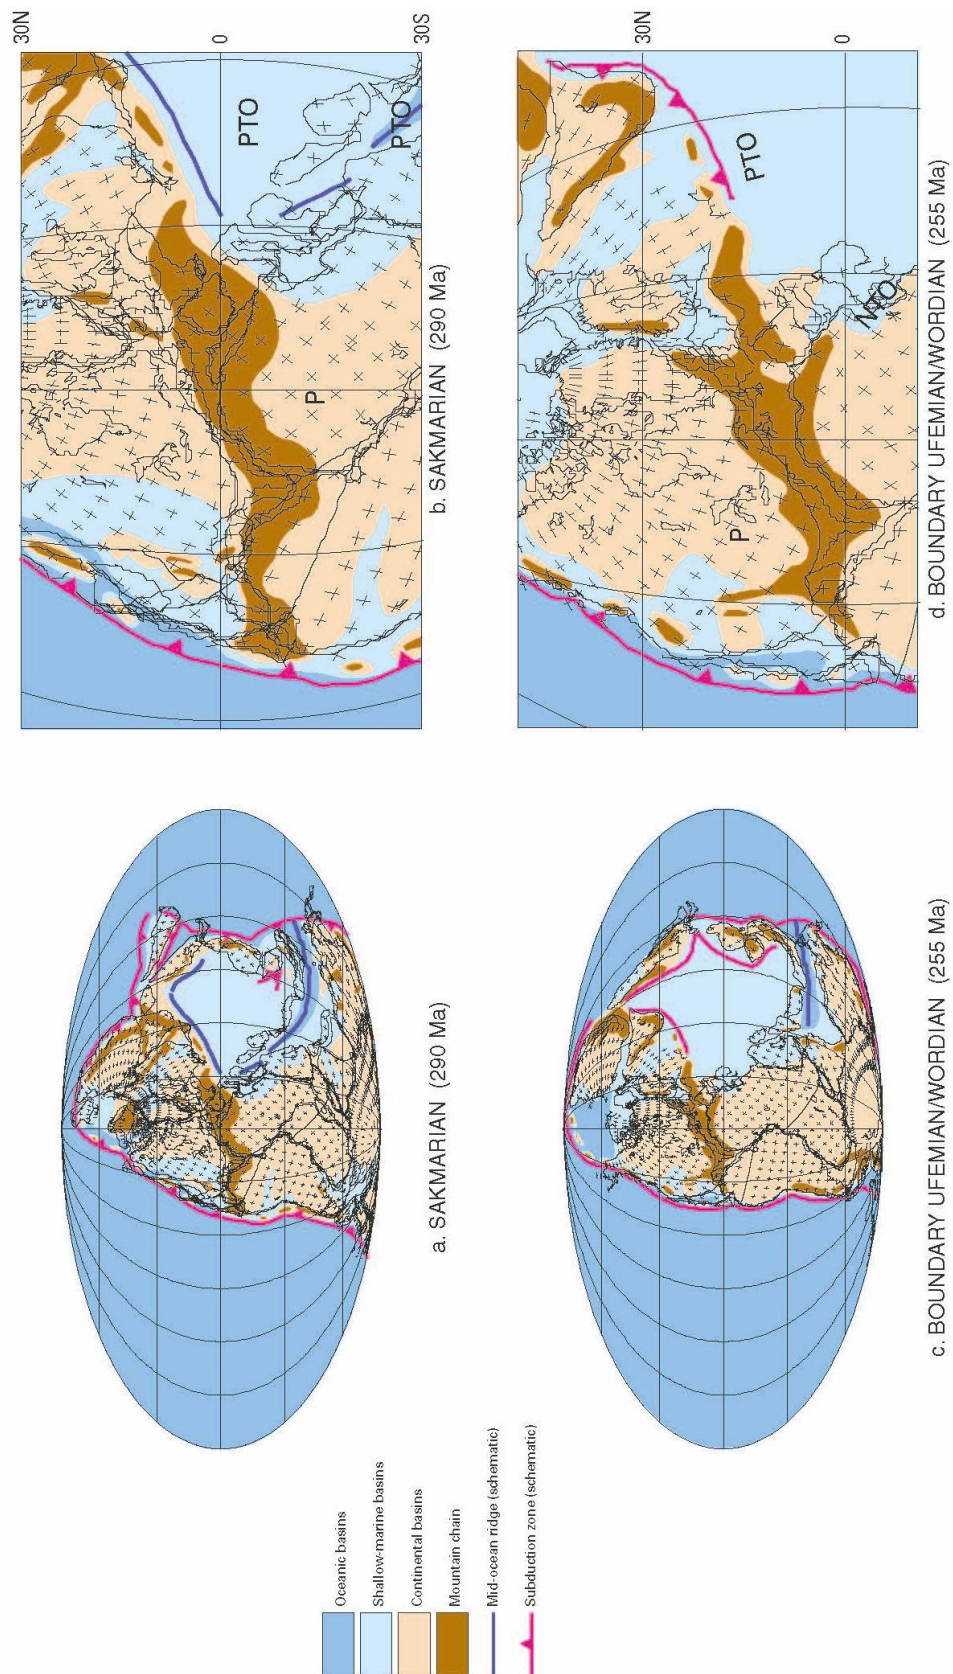 Oceanic basins
Shallow-marine basins
Continental basins
Mountain chain
Mid-ocean ridge (schematic)
Subduction zone (schematic)
a. SAKMARIAN (290 Ma)
30N
0
30S
PTO
PTO
P
b. SAKMARIAN (290 Ma)
c. BOUNDARY UFEMIAN/WORDIAN (255 Ma)
30N
0
PTO
NTO
P
d. BOUNDARY UFEMIAN/WORDIAN (255 Ma)